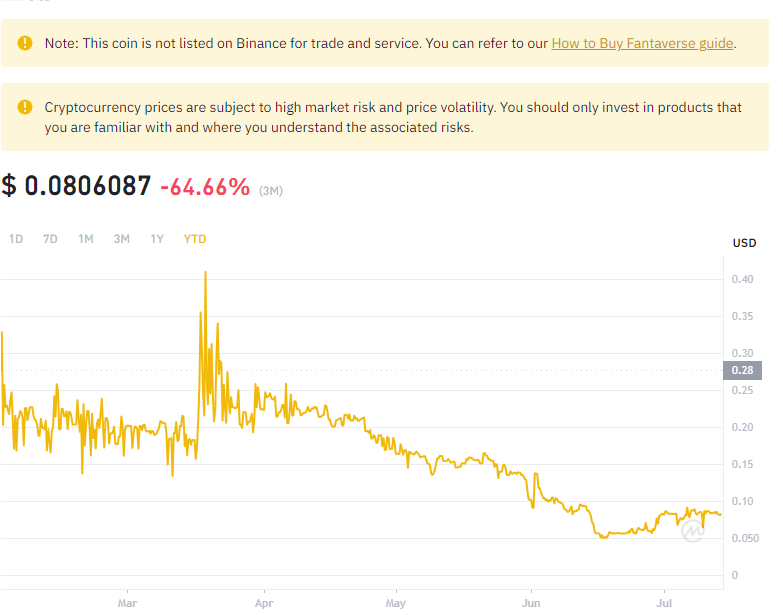 Note: This coin is not listed on Binance for trade and service. You can refer to our How to Buy Fantaverse guide.
Cryptocurrency prices are subject to high market risk and price volatility. You should only invest in products that
you are familiar with and where you understand the associated risks.
$ 0.0806087 -64.66% (3M)
1D 7D 1M 3M 1Y YTD
USD
0.40
0.35
0.30
0.28
0.25
0.20
0.15
0.10
0.050
0
Mar Apr May Jun Jul